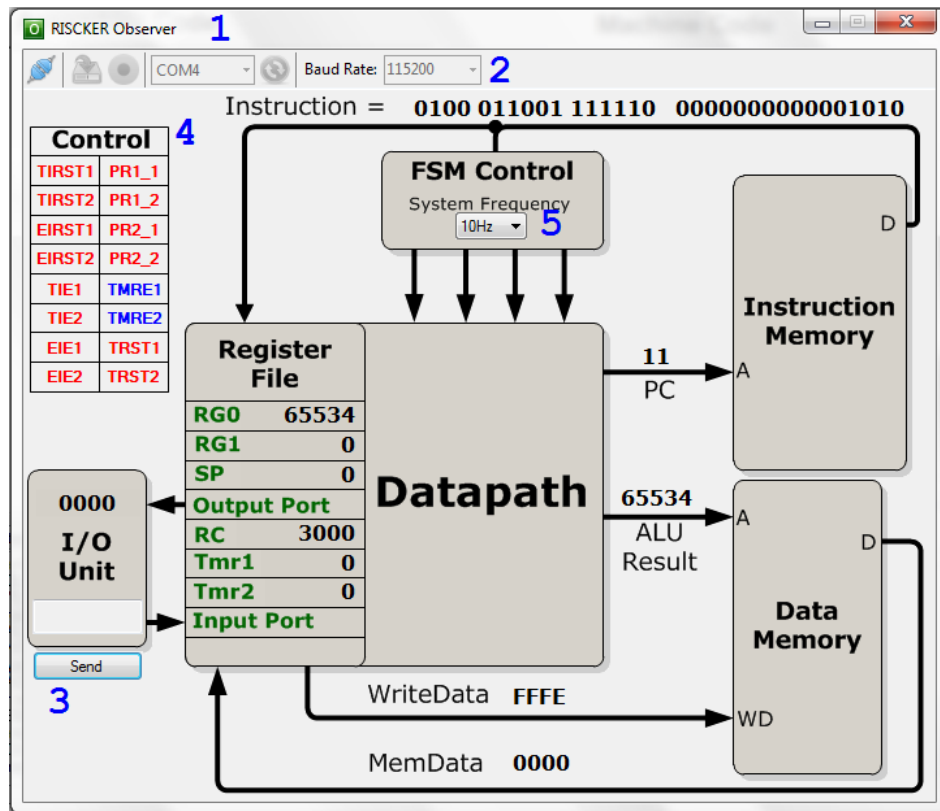 RISCKER Observer 1
COM4 Baud Rate: 115200 2
Instruction = 0100 011001 111110 0000000000001010
Control 4
TIRST1 PR1_1
TIRST2 PR1_2
EIRST1 PR2_1
EIRST2 PR2_2
TIE1 TMRE1
TIE2 TMRE2
EIE1 TRST1
EIE2 TRST2
FSM Control
System Frequency
10Hz 5
D
Instruction
Memory
A
11
PC
Register
File
RG0 65534
RG1 0
SP 0
Output Port
RC 3000
Tmr1 0
Tmr2 0
Input Port
Datapath
0000
I/O
Unit
Send
3
65534
ALU
Result
A
D
Data
Memory
WD
WriteData FFFE
MemData 0000